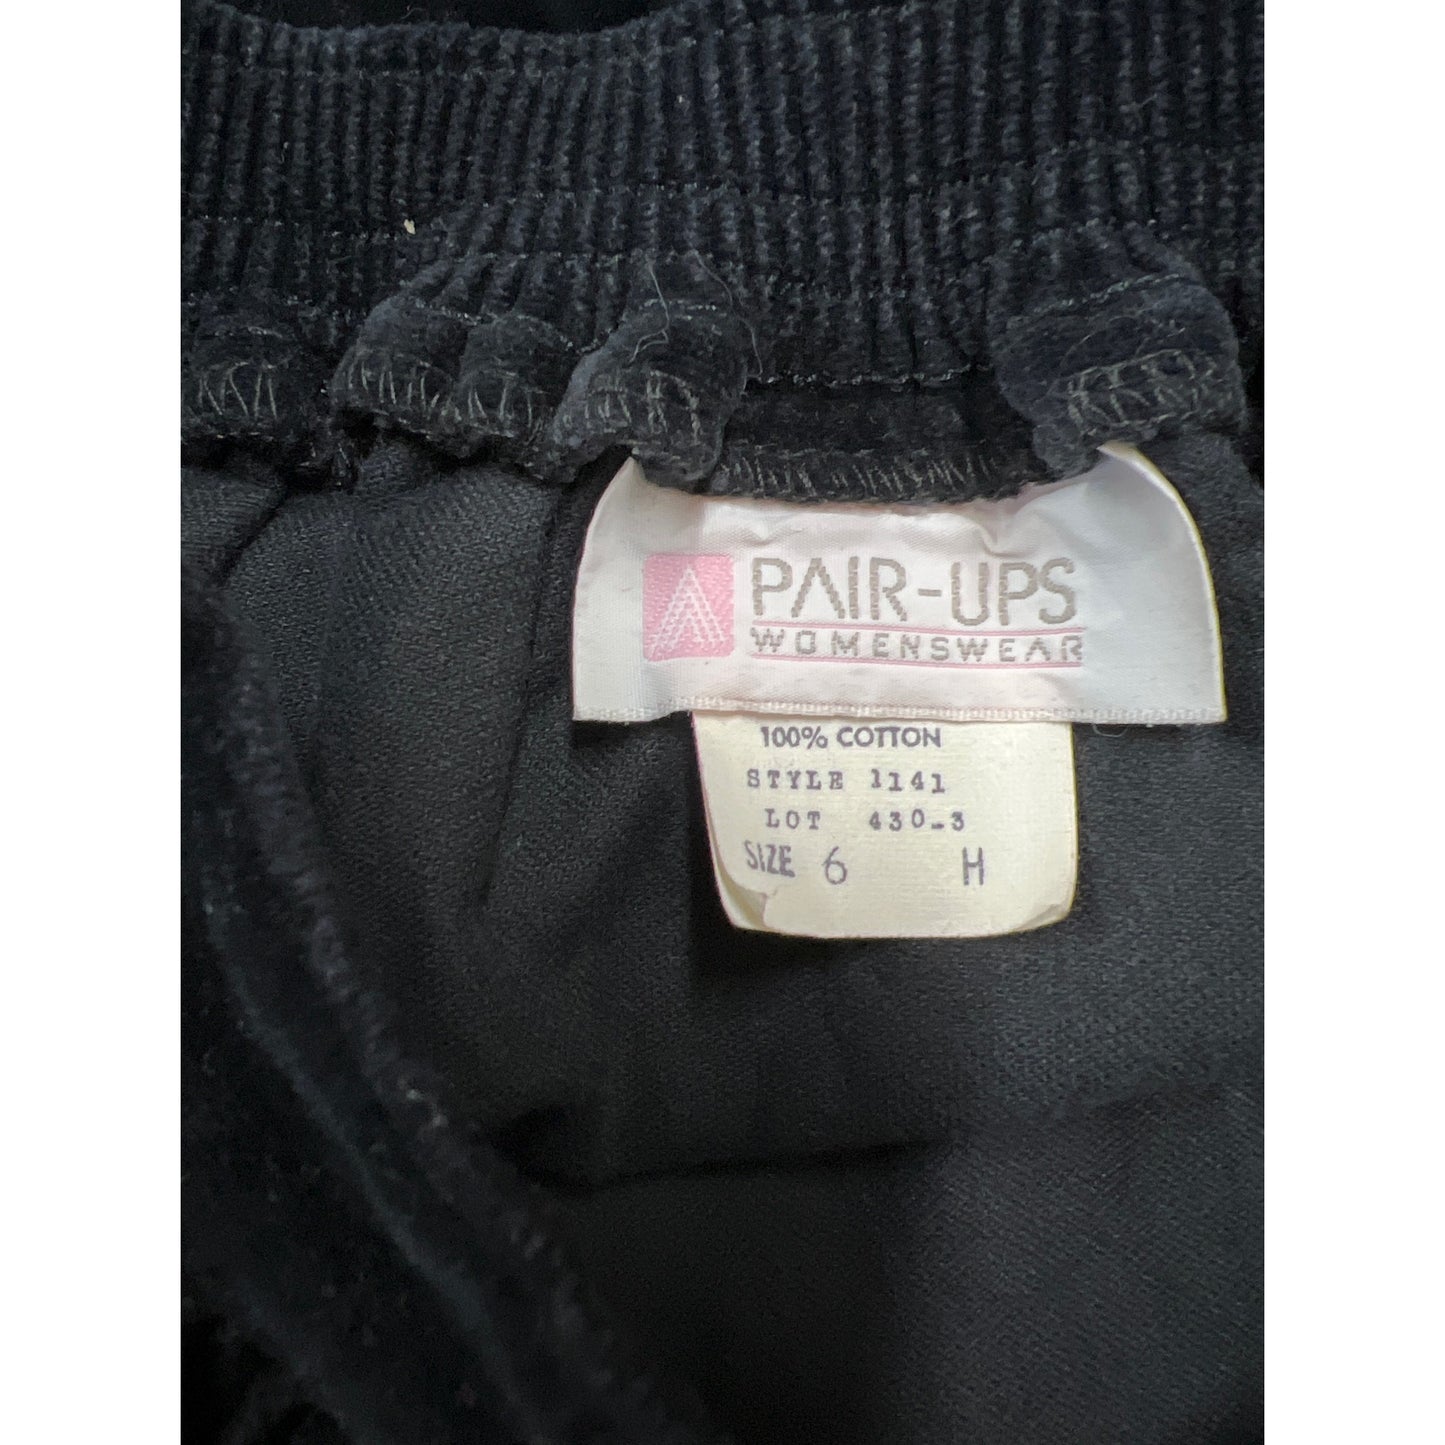 PAIR-UPS
WOMENSWEAR
100% COTTON
STYLE 1141
LOT 430-3
SIZE 6 H